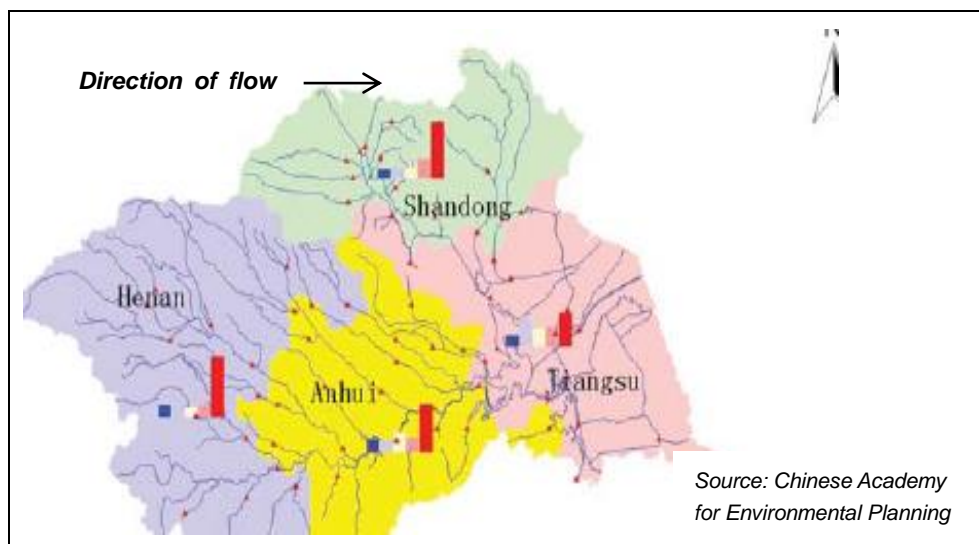 Direction of flow
Shandong
Henan
Anhui
Jiangsu
Source: Chinese Academy
for Environmental Planning